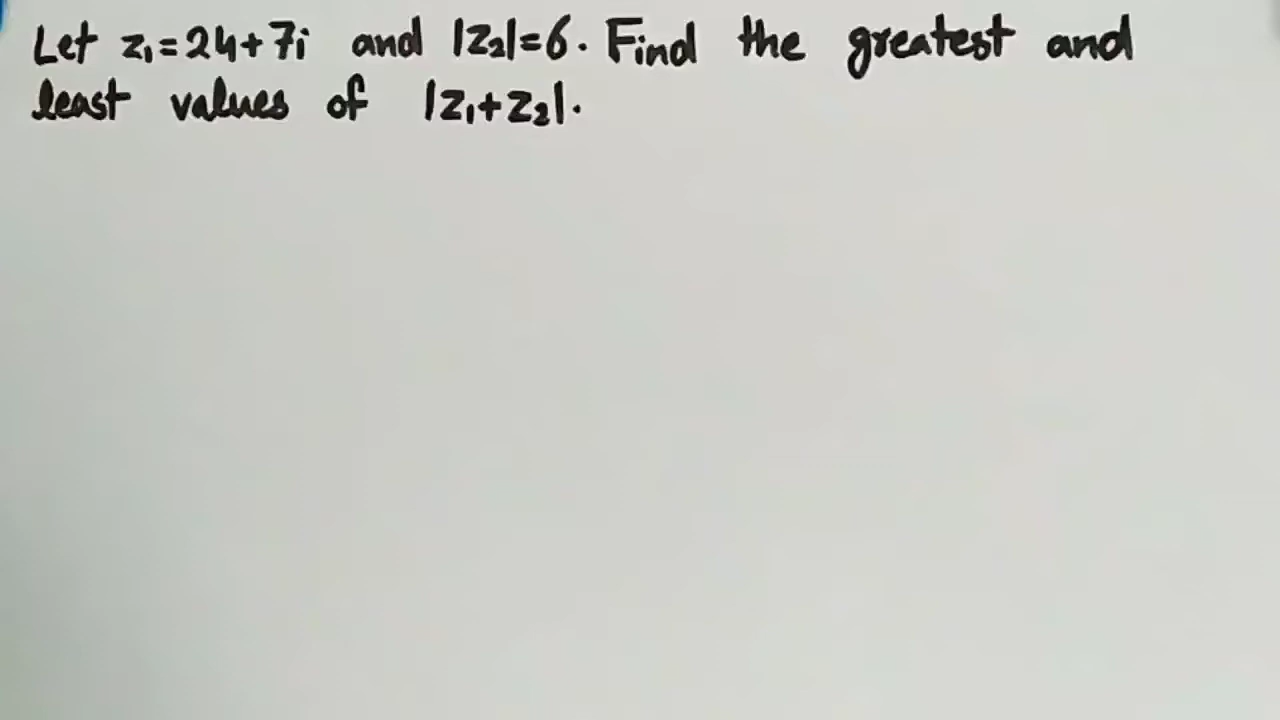 Let z₁=24+7i and |z₂|=6. Find the greatest and
least values of |z₁+z₂|.